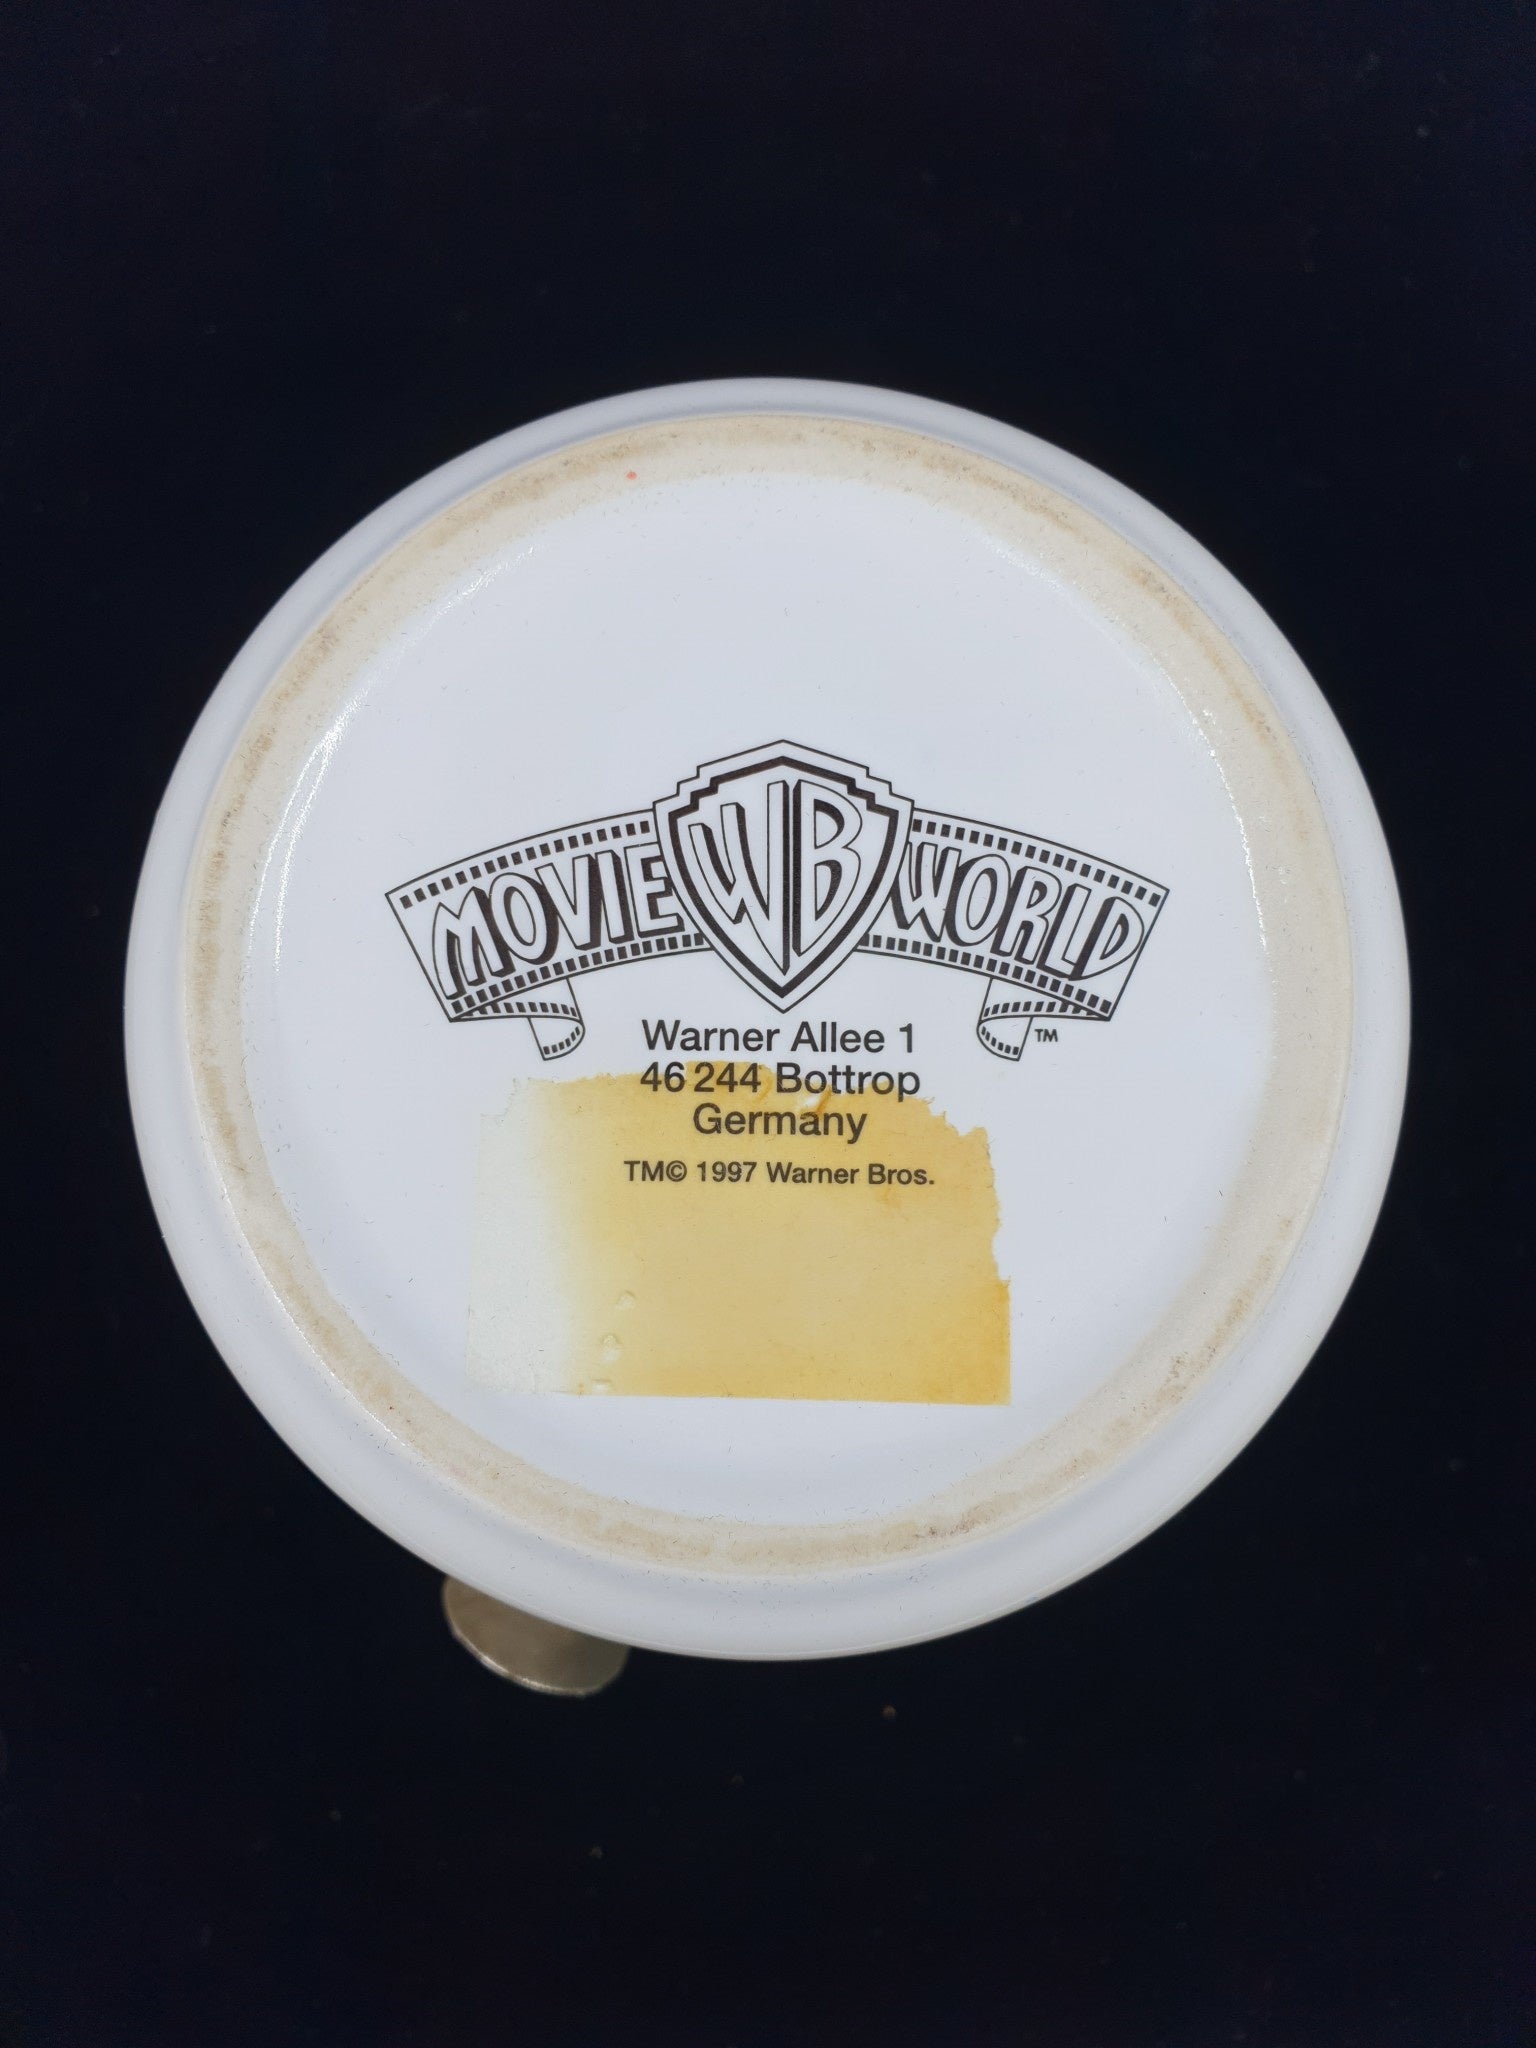 MOVIE WB WORLD
TM
Warner Allee 1
46 244 Bottrop
Germany
TM© 1997 Warner Bros.